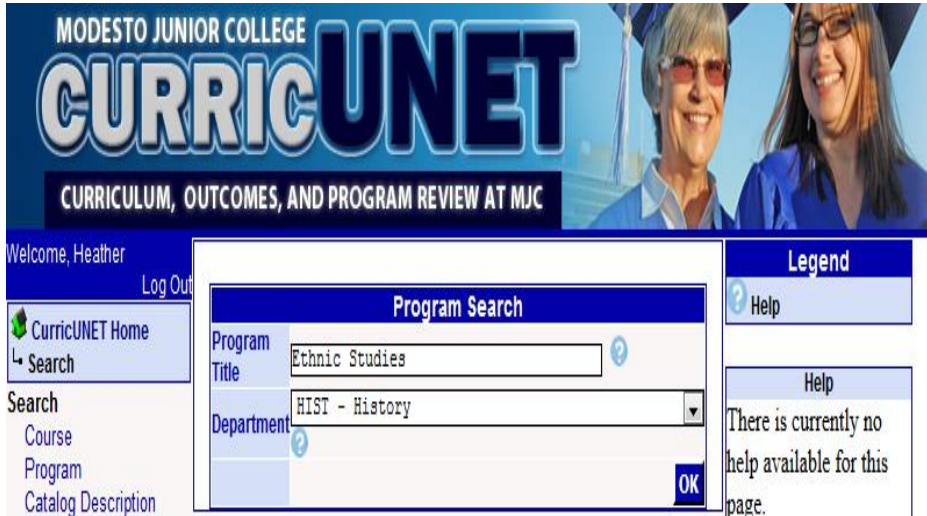 MODESTO JUNIOR COLLEGE
CURRICUNET
CURRICULUM, OUTCOMES, AND PROGRAM REVIEW AT MJC
Welcome, Heather
Log Out
CurricUNET Home
Search
Search
Course
Program
Catalog Description
Program Search
Program
Title
Ethnic Studies
Department
HIST - History
OK
Legend
Help
Help
There is currently no
help available for this
page.